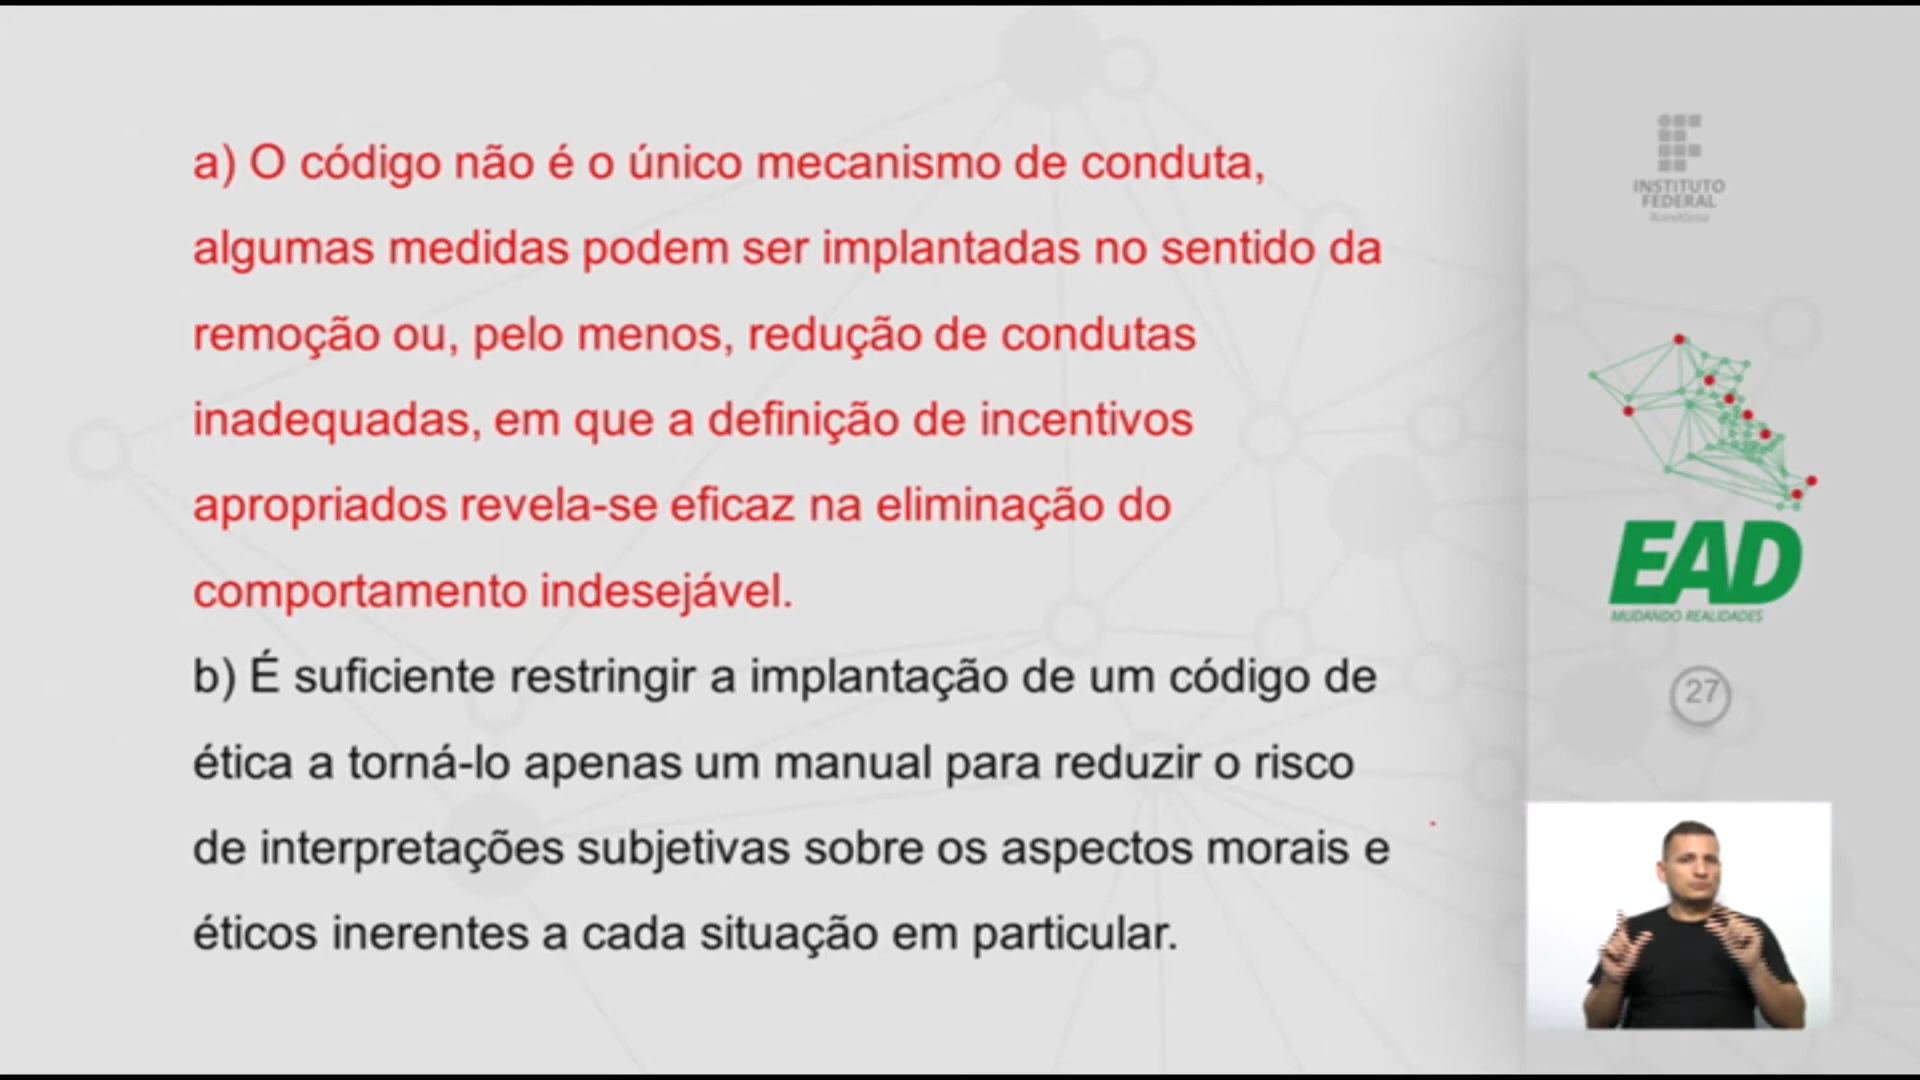 a) O código não é o único mecanismo de conduta,
algumas medidas podem ser implantadas no sentido da
remoção ou, pelo menos, redução de condutas
inadequadas, em que a definição de incentivos
apropriados revela-se eficaz na eliminação do
comportamento indesejável.
b) É suficiente restringir a implantação de um código de
ética a torná-lo apenas um manual para reduzir o risco
de interpretações subjetivas sobre os aspectos morais e
éticos inerentes a cada situação em particular.
INSTITUTO
FEDERAL
Rondônia
EAD
MUDANDO REALIDADES
27